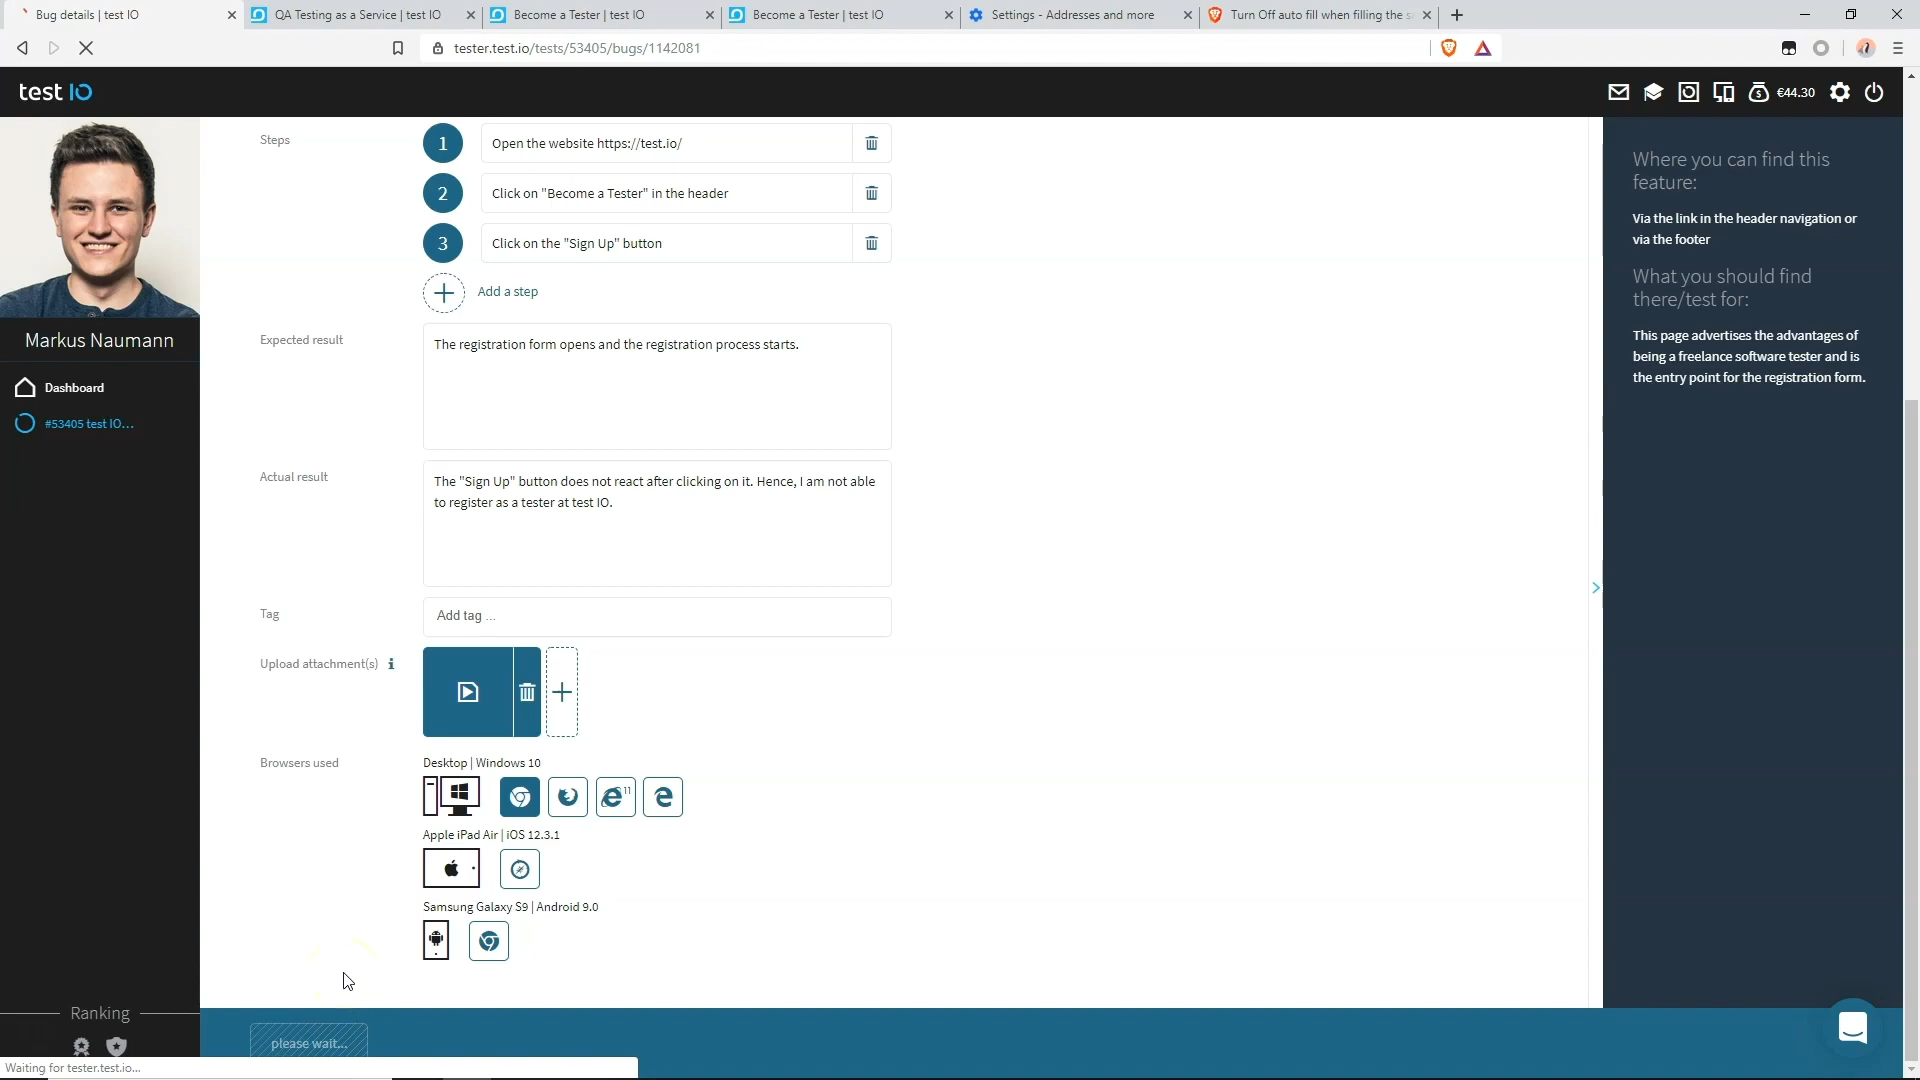 Bug details | test IO
QA Testing as a Service | test IO
Become a Tester | test IO
Become a Tester | test IO
Settings - Addresses and more
Turn Off auto fill when filling the s
tester.test.io/tests/53405/bugs/1142081
test IO
€44.30
Markus Naumann
Dashboard
#53405 test IO...
Ranking
Steps
1
Open the website https://test.io/
2
Click on "Become a Tester" in the header
3
Click on the "Sign Up" button
Add a step
Expected result
The registration form opens and the registration process starts.
Actual result
The "Sign Up" button does not react after clicking on it. Hence, I am not able
to register as a tester at test IO.
Tag
Add tag ...
Upload attachment(s)
Browsers used
Desktop | Windows 10
11
Apple iPad Air | iOS 12.3.1
Samsung Galaxy S9 | Android 9.0
please wait...
Where you can find this
feature:
Via the link in the header navigation or
via the footer
What you should find
there/test for:
This page advertises the advantages of
being a freelance software tester and is
the entry point for the registration form.
Waiting for tester.test.io...